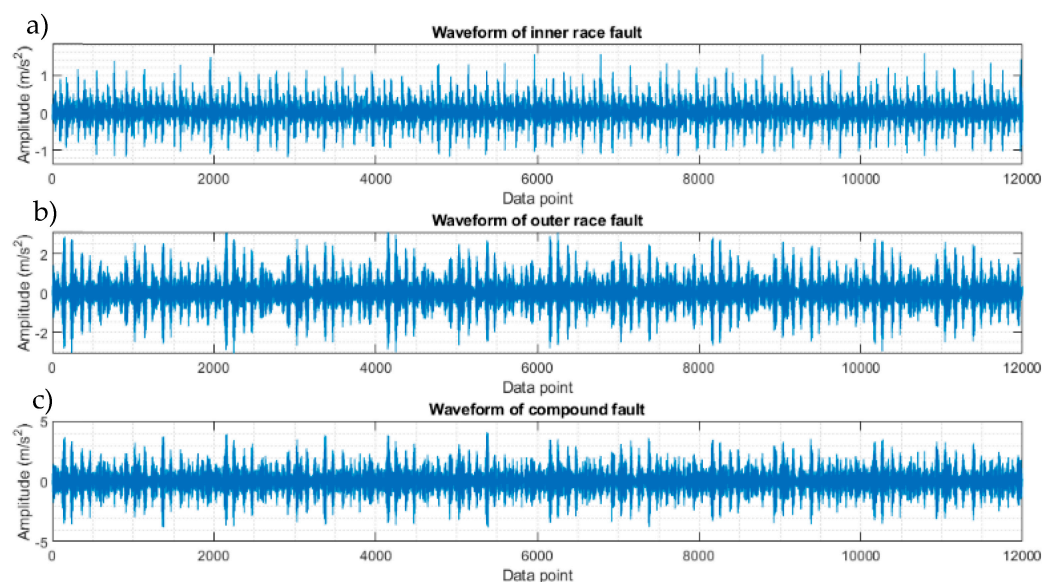 a)
Waveform of inner race fault
Amplitude (m/s²)
1
0
-1
0 2000 4000 6000 8000 10000 12000
Data point
b)
Waveform of outer race fault
Amplitude (m/s²)
2
0
-2
0 2000 4000 6000 8000 10000 12000
Data point
c)
Waveform of compound fault
Amplitude (m/s²)
5
0
-5
0 2000 4000 6000 8000 10000 12000
Data point